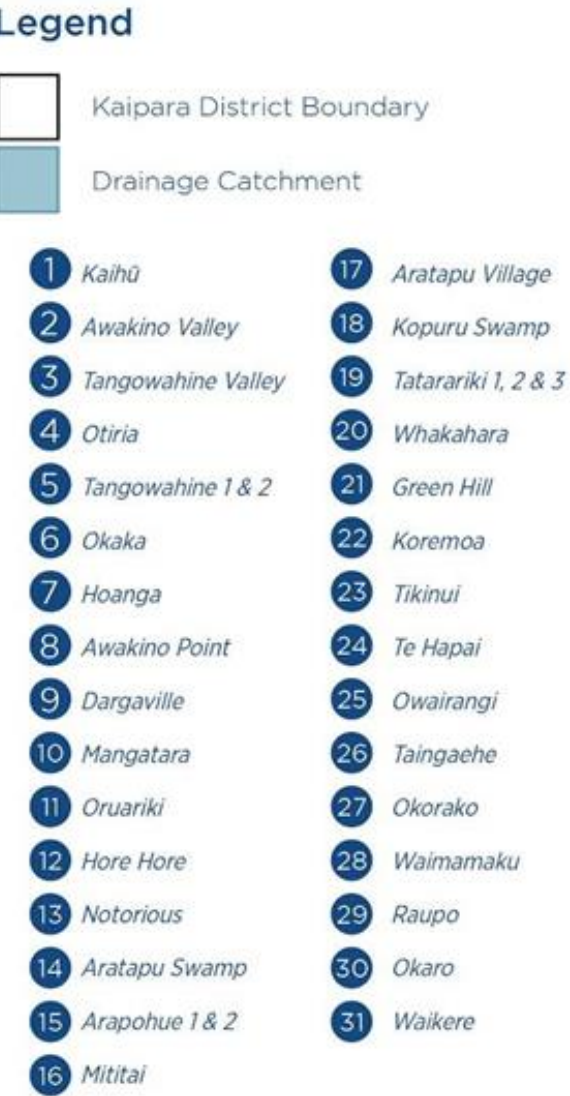 Legend
Kaipara District Boundary
Drainage Catchment
1 Kaihū
2 Awakino Valley
3 Tangowahine Valley
4 Otiria
5 Tangowahine 1 & 2
6 Okaka
7 Hoanga
8 Awakino Point
9 Dargaville
10 Mangatara
11 Oruariki
12 Hore Hore
13 Notorious
14 Aratapu Swamp
15 Arapohue 1 & 2
16 Mititai
17 Aratapu Village
18 Kopuru Swamp
19 Tatarariki 1, 2 & 3
20 Whakahara
21 Green Hill
22 Koremoa
23 Tikinui
24 Te Hapai
25 Owairangi
26 Taingaehe
27 Okorako
28 Waimamaku
29 Raupo
30 Okaro
31 Waikere